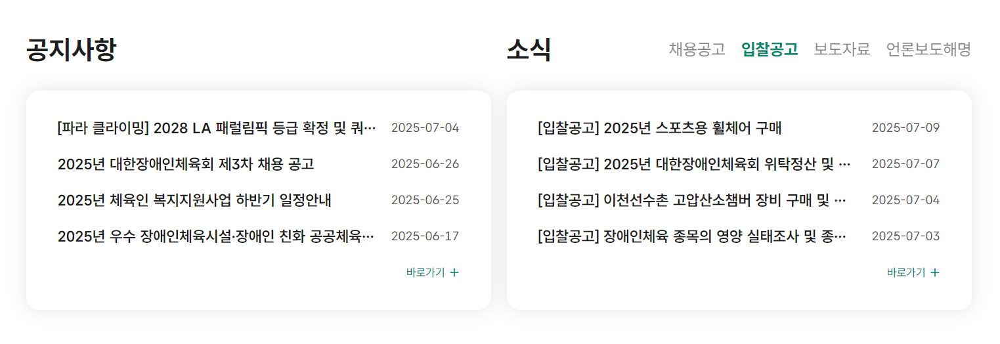 공지사항
[파라 클라이밍] 2028 LA 패럴림픽 등급 확정 및 쿼··· 2025-07-04
2025년 대한장애인체육회 제3차 채용 공고 2025-06-26
2025년 체육인 복지지원사업 하반기 일정안내 2025-06-25
2025년 우수 장애인체육시설·장애인 친화 공공체육··· 2025-06-17
바로가기 +
소식 채용공고 입찰공고 보도자료 언론보도해명
[입찰공고] 2025년 스포츠용 휠체어 구매 2025-07-09
[입찰공고] 2025년 대한장애인체육회 위탁정산 및 ··· 2025-07-07
[입찰공고] 이천선수촌 고압산소챔버 장비 구매 및 ··· 2025-07-04
[입찰공고] 장애인체육 종목의 영양 실태조사 및 종··· 2025-07-03
바로가기 +